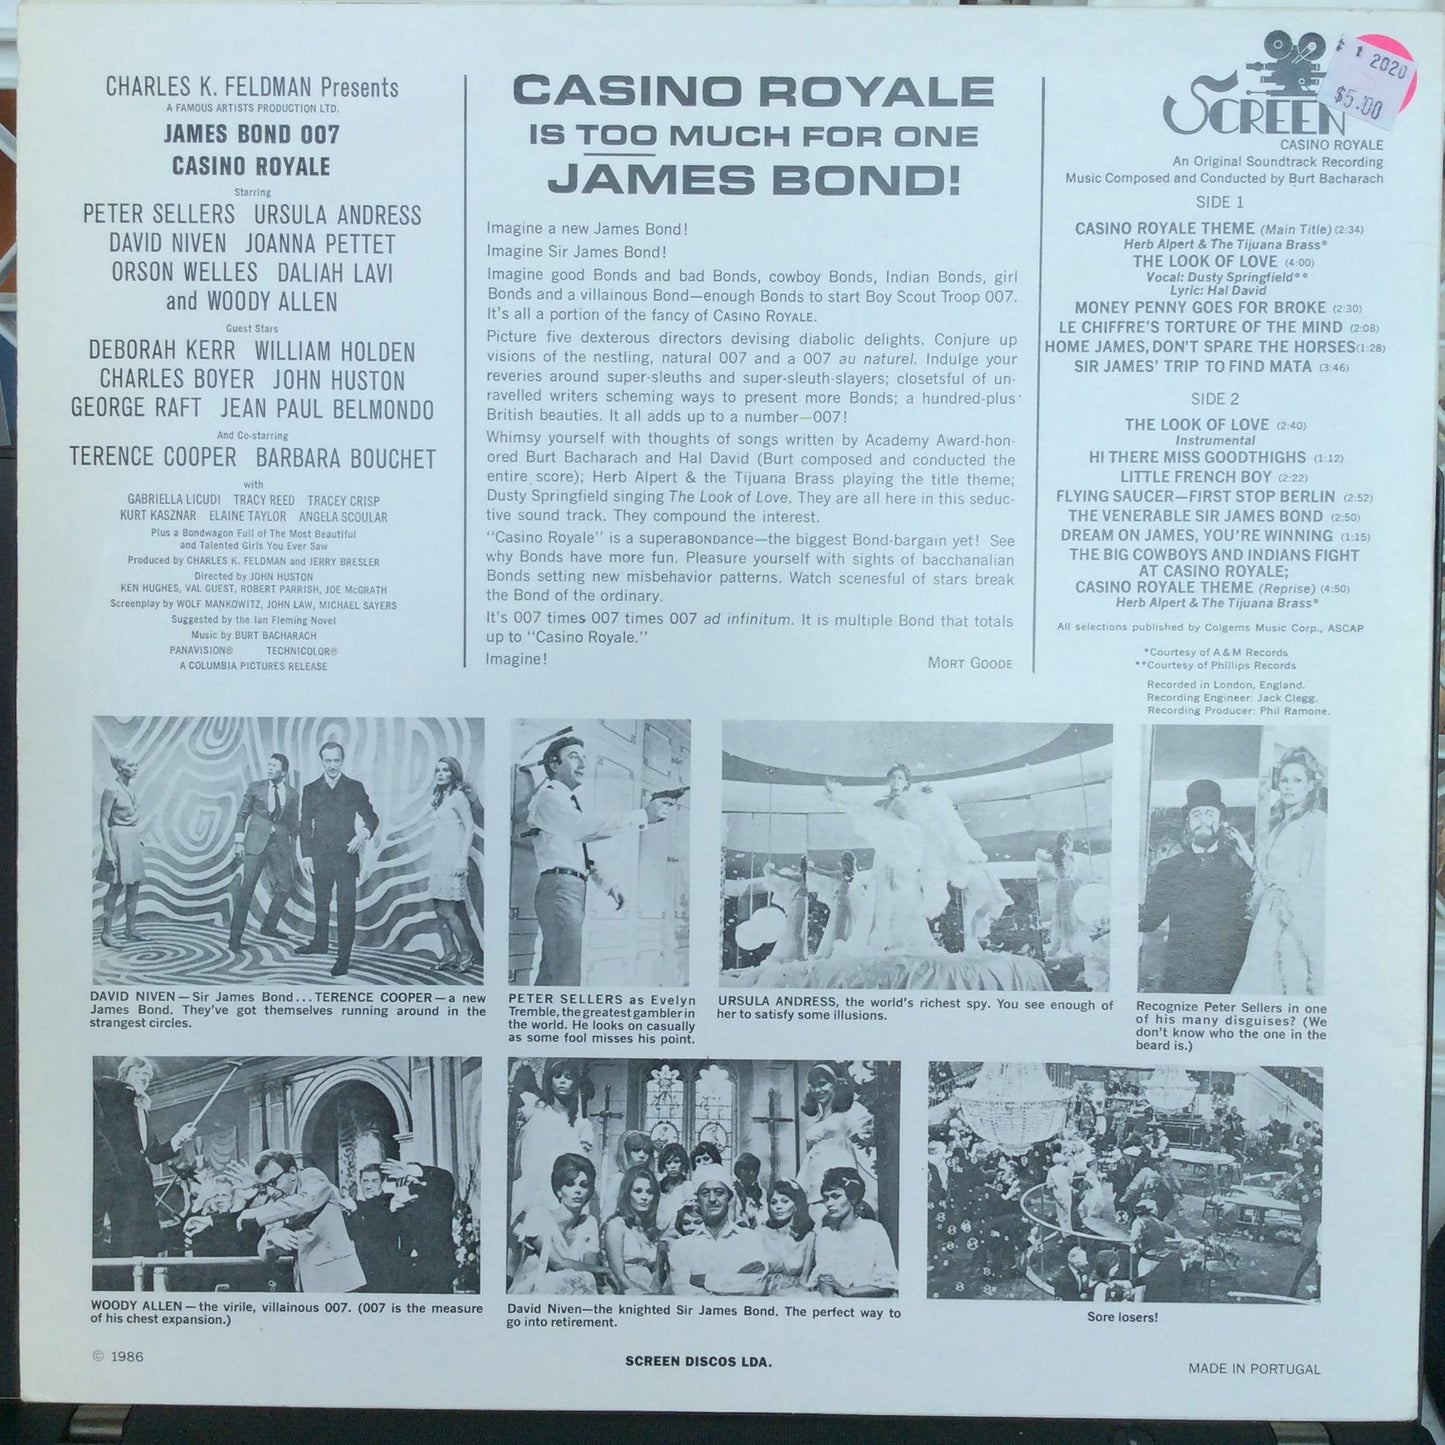 CHARLES K. FELDMAN Presents
A FAMOUS ARTISTS PRODUCTION LTD.
JAMES BOND 007
CASINO ROYALE
Starring
PETER SELLERS URSULA ANDRESS
DAVID NIVEN JOANNA PETTET
ORSON WELLES DALIAH LAVI
and WOODY ALLEN
Guest Stars
DEBORAH KERR WILLIAM HOLDEN
CHARLES BOYER JOHN HUSTON
GEORGE RAFT JEAN PAUL BELMONDO
And Co-starring
TERENCE COOPER BARBARA BOUCHET
with
GABRIELLA LICUDI TRACY REED TRACEY CRISP
KURT KASZNAR ELAINE TAYLOR ANGELA SCOULAR
Plus a Bondwagon Full of The Most Beautiful
and Talented Girls You Ever Saw
Produced by CHARLES K. FELDMAN and JERRY BRESLER
Directed by JOHN HUSTON
KEN HUGHES, VAL GUEST, ROBERT PARRISH, JOE McGRATH
Screenplay by WOLF MANKOWITZ, JOHN LAW, MICHAEL SAYERS
Suggested by the Ian Fleming Novel
Music by BURT BACHARACH
PANAVISION® TECHNICOLOR®
A COLUMBIA PICTURES RELEASE
CASINO ROYALE
IS TOO MUCH FOR ONE
JAMES BOND!
Imagine a new James Bond!
Imagine Sir James Bond!
Imagine good Bonds and bad Bonds, cowboy Bonds, Indian Bonds, girl
Bonds and a villainous Bond—enough Bonds to start Boy Scout Troop 007.
It's all a portion of the fancy of CASINO ROYALE.
Picture five dexterous directors devising diabolic delights. Conjure up
visions of the nestling, natural 007 and a 007 au naturel. Indulge your
reveries around super-sleuths and super-sleuth-slayers; closetsful of un-
ravelled writers scheming ways to present more Bonds; a hundred-plus
British beauties. It all adds up to a number—007!
Whimsy yourself with thoughts of songs written by Academy Award-hon-
ored Burt Bacharach and Hal David (Burt composed and conducted the
entire score); Herb Alpert & the Tijuana Brass playing the title theme;
Dusty Springfield singing The Look of Love. They are all here in this seduc-
tive sound track. They compound the interest.
"Casino Royale" is a superaBONDance—the biggest Bond-bargain yet! See
why Bonds have more fun. Pleasure yourself with sights of bacchanalian
Bonds setting new misbehavior patterns. Watch scenesful of stars break
the Bond of the ordinary.
It's 007 times 007 times 007 ad infinitum. It is multiple Bond that totals
up to "Casino Royale."
Imagine!
MORT GOODE
SCREEN
1 2020
$5.00
CASINO ROYALE
An Original Soundtrack Recording
Music Composed and Conducted by Burt Bacharach
SIDE 1
CASINO ROYALE THEME (Main Title) (2:34)
Herb Alpert & The Tijuana Brass*
THE LOOK OF LOVE (4:00)
Vocal: Dusty Springfield**
Lyric: Hal David
MONEY PENNY GOES FOR BROKE (2:30)
LE CHIFFRE'S TORTURE OF THE MIND (2:08)
HOME JAMES, DON'T SPARE THE HORSES (1:28)
SIR JAMES' TRIP TO FIND MATA (3:46)
SIDE 2
THE LOOK OF LOVE (2:40)
Instrumental
HI THERE MISS GOODTHIGHS (1:12)
LITTLE FRENCH BOY (2:22)
FLYING SAUCER—FIRST STOP BERLIN (2:52)
THE VENERABLE SIR JAMES BOND (2:50)
DREAM ON JAMES, YOU'RE WINNING (1:15)
THE BIG COWBOYS AND INDIANS FIGHT
AT CASINO ROYALE;
CASINO ROYALE THEME (Reprise) (4:50)
Herb Alpert & The Tijuana Brass*
All selections published by Colgems Music Corp., ASCAP
*Courtesy of A & M Records
**Courtesy of Phillips Records
Recorded in London, England.
Recording Engineer: Jack Clegg.
Recording Producer: Phil Ramone.
DAVID NIVEN—Sir James Bond...TERENCE COOPER—a new
James Bond. They've got themselves running around in the
strangest circles.
PETER SELLERS as Evelyn
Tremble, the greatest gambler in
the world. He looks on casually
as some fool misses his point.
URSULA ANDRESS, the world's richest spy. You see enough of
her to satisfy some illusions.
Recognize Peter Sellers in one
of his many disguises? (We
don't know who the one in the
beard is.)
WOODY ALLEN—the virile, villainous 007. (007 is the measure
of his chest expansion.)
David Niven—the knighted Sir James Bond. The perfect way to
go into retirement.
Sore losers!
© 1986
SCREEN DISCOS LDA.
MADE IN PORTUGAL